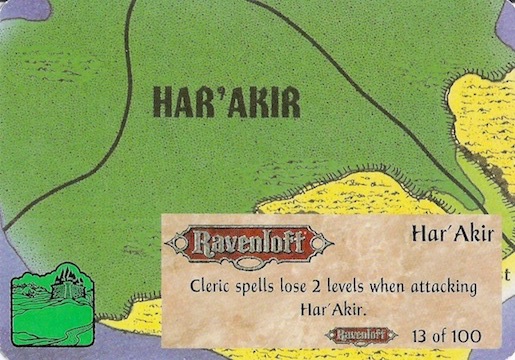 HAR'AKIR
Ravenloft
Har'Akir
Cleric spells lose 2 levels when attacking
Har'Akir.
Ravenloft 13 of 100